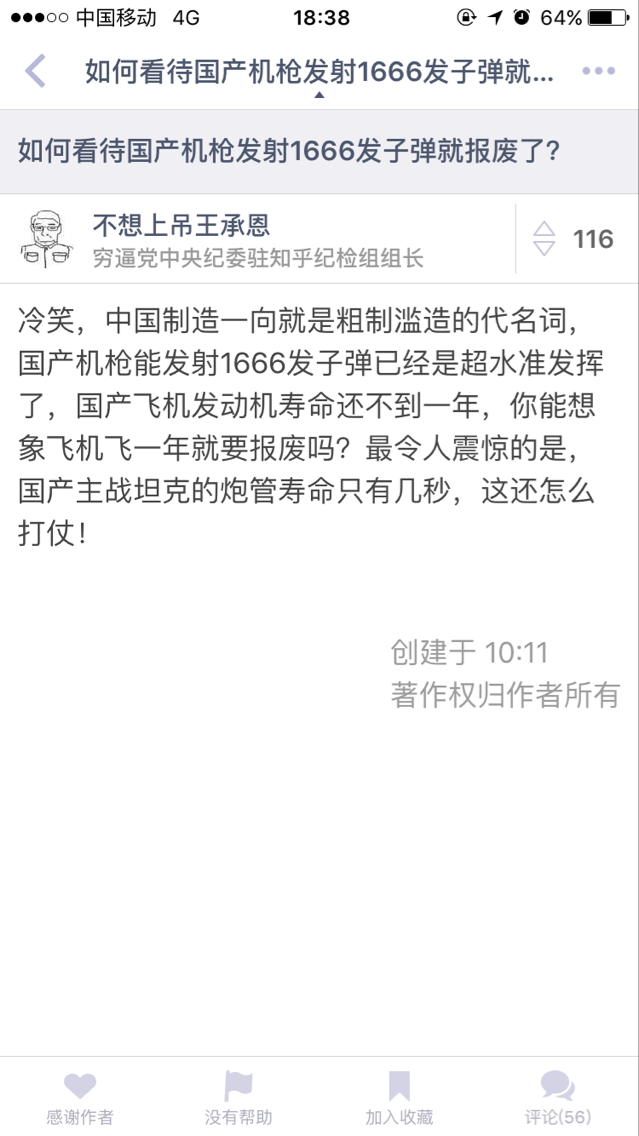 中国移动 4G 18:38 64%
如何看待国产机枪发射1666发子弹就...
如何看待国产机枪发射1666发子弹就报废了?
不想上吊王承恩
穷逼党中央纪委驻知乎纪检组组长
116
冷笑，中国制造一向就是粗制滥造的代名词，
国产机枪能发射1666发子弹已经是超水准发挥
了，国产飞机发动机寿命还不到一年，你能想
象飞机飞一年就要报废吗？最令人震惊的是，
国产主战坦克的炮管寿命只有几秒，这还怎么
打仗！
创建于 10:11
著作权归作者所有
感谢作者 没有帮助 加入收藏 评论(56)